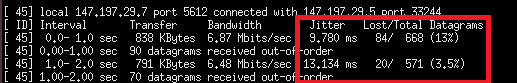 [ 45] local 147.197.29.7 port 5612 connected with 147.197.29.5 port 33244
[ ID] Interval Transfer Bandwidth Jitter Lost/Total Datagrams
[ 45] 0.0- 1.0 sec 838 KBytes 6.87 Mbits/sec 9.780 ms 84/ 668 (13%)
[ 45] 0.00-1.00 sec 90 datagrams received out-of-order
[ 45] 1.0- 2.0 sec 791 KBytes 6.48 Mbits/sec 13.134 ms 20/ 571 (3.5%)
[ 45] 1.00-2.00 sec 70 datagrams received out-of-order